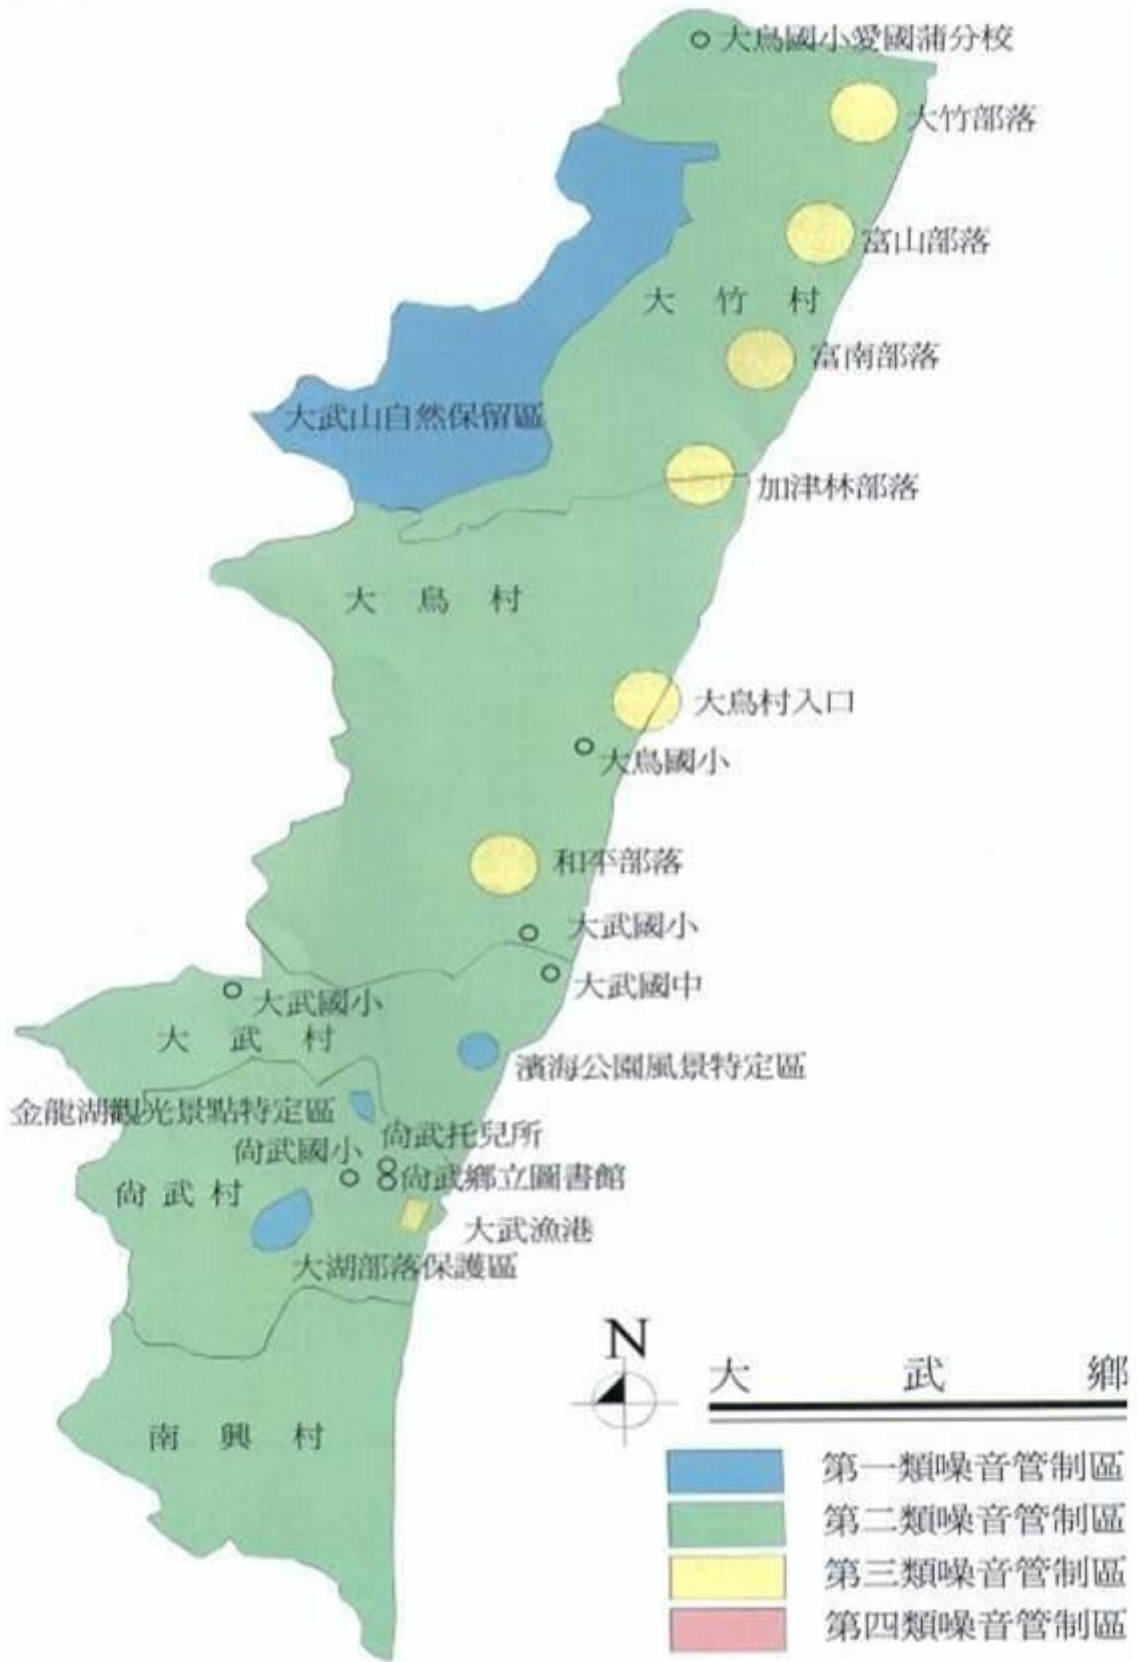 大鳥國小愛國蒲分校
大竹部落
富山部落
大竹村
富南部落
大武山自然保留區
加津林部落
大鳥村
大鳥村入口
大鳥國小
和平部落
大武國小
大武國中
大武國小
大武村
濱海公園風景特定區
金龍湖觀光景點特定區
尚武托兒所
尚武國小
尚武鄉立圖書館
尚武村
大武漁港
大湖部落保護區
N
大武鄉
南興村
第一類噪音管制區
第二類噪音管制區
第三類噪音管制區
第四類噪音管制區